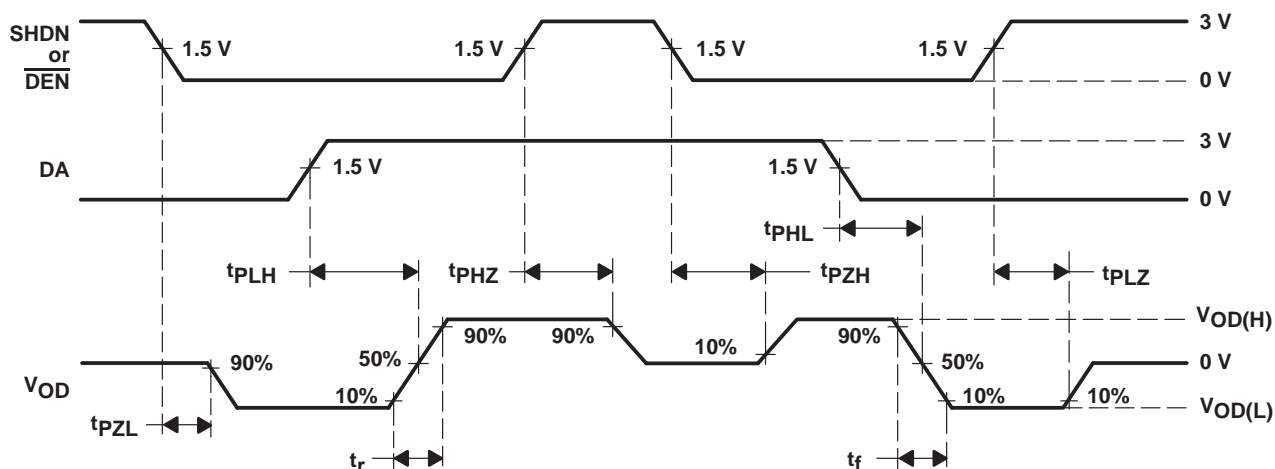 SHDN
or
DEN
1.5 V
1.5 V
1.5 V
1.5 V
3 V
0 V
DA
1.5 V
1.5 V
3 V
0 V
tPHL
tPLH
tPHZ
tPZH
tPLZ
VOD
90%
50%
10%
90%
90%
10%
90%
50%
10%
10%
VOD(H)
0 V
VOD(L)
tPZL
tr
tf